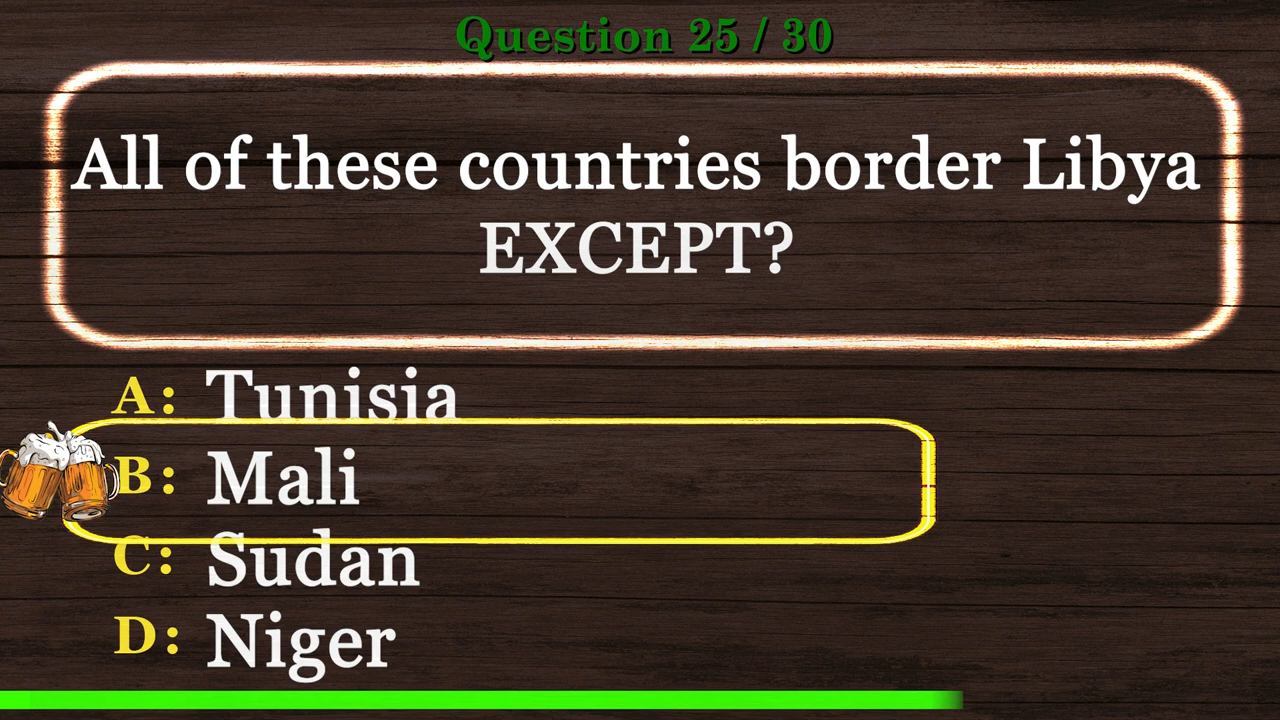 Question 25 / 30
All of these countries border Libya
EXCEPT?
A: Tunisia
B: Mali
C: Sudan
D: Niger